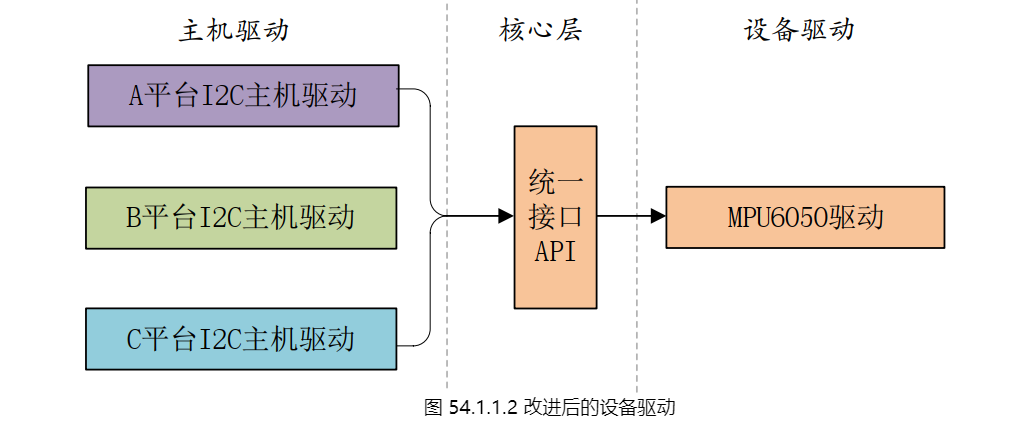 主机驱动
核心层
设备驱动
A平台I2C主机驱动
B平台I2C主机驱动
C平台I2C主机驱动
统一
接口
API
MPU6050驱动
图 54.1.1.2 改进后的设备驱动